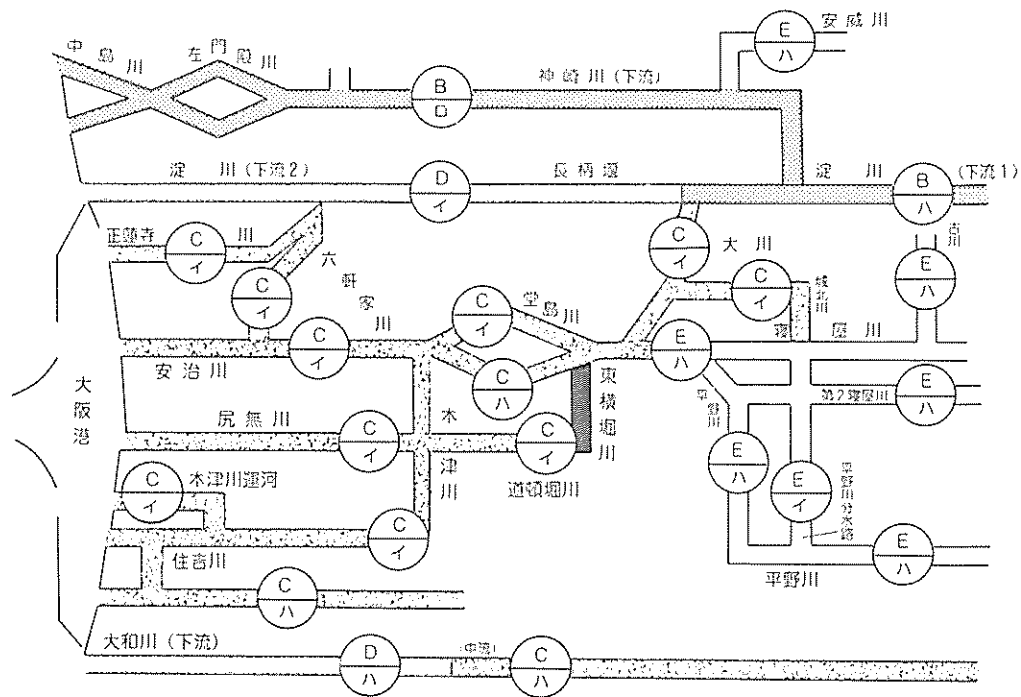 安威川
E
ハ
中島川
左門殿川
神崎川(下流)
B
ロ
淀川(下流2)
D
イ
長柄堰
淀川
B
ハ
(下流1)
正蓮寺川
C
イ
六軒家川
C
イ
C
イ
大川
C
イ
城北川
古川
E
ハ
堂島川
C
イ
寝屋川
E
ハ
安治川
C
イ
C
ハ
東横堀川
平野川
第2寝屋川
E
ハ
大阪港
尻無川
C
イ
木津川
C
イ
道頓堀川
E
ハ
E
イ
平野川分水路
木津川運河
C
イ
C
イ
住吉川
E
ハ
平野川
C
ハ
大和川(下流)
D
ハ
(中流)
C
ハ